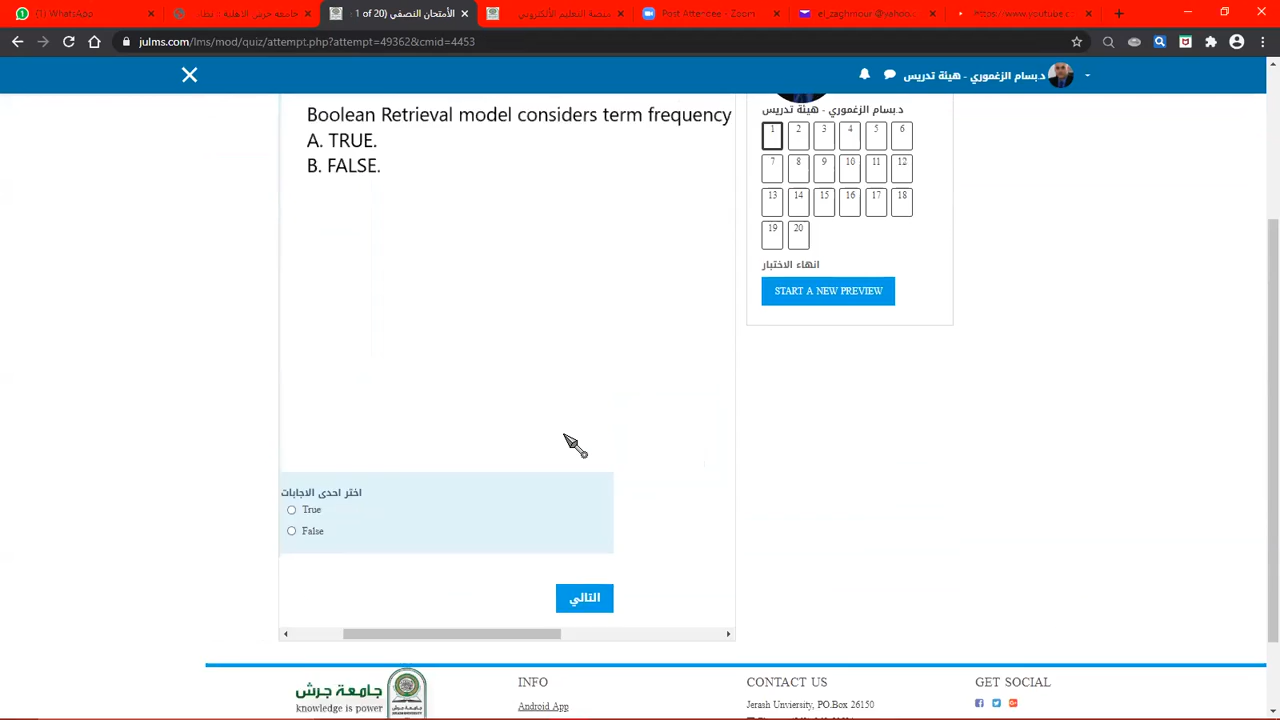 (1) WhatsApp
جامعة جرش الاهلية : نظا
الأمتحان النصفي (1 of 20 :
منصة التعليم الألكتروني
Post Attendee - Zoom
el_zaghmour@yahoo.c
https://www.youtube.c
julms.com/lms/mod/quiz/attempt.php?attempt=49362&cmid=4453
د.بسام الزغموري - هيئة تدريس
Boolean Retrieval model considers term frequency
A. TRUE.
B. FALSE.
د.بسام الزغموري - هيئة تدريس
1 2 3 4 5 6
7 8 9 10 11 12
13 14 15 16 17 18
19 20
انهاء الاختبار
START A NEW PREVIEW
اختر احدى الاجابات
True
False
التالي
جامعة جرش
knowledge is power
INFO
Android App
CONTACT US
Jerash Unviersity, PO.Box 26150
GET SOCIAL